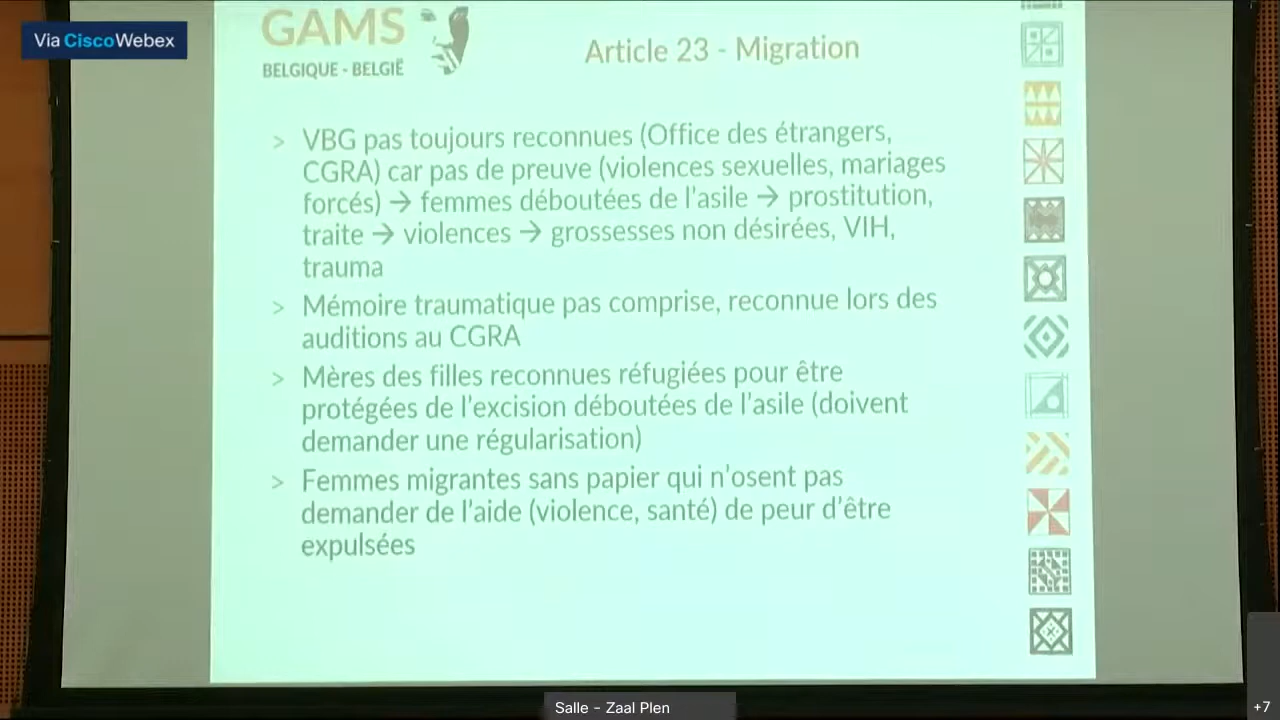 Via CiscoWebex
GAMS
BELGIQUE - BELGIË
Article 23 - Migration
> VBG pas toujours reconnues (Office des étrangers,
CGRA) car pas de preuve (violences sexuelles, mariages
forcés) → femmes déboutées de l'asile → prostitution,
traite → violences → grossesses non désirées, VIH,
trauma
> Mémoire traumatique pas comprise, reconnue lors des
auditions au CGRA
> Mères des filles reconnues réfugiées pour être
protégées de l'excision déboutées de l'asile (doivent
demander une régularisation)
> Femmes migrantes sans papier qui n'osent pas
demander de l'aide (violence, santé) de peur d'être
expulsées
Salle - Zaal Plen
+7